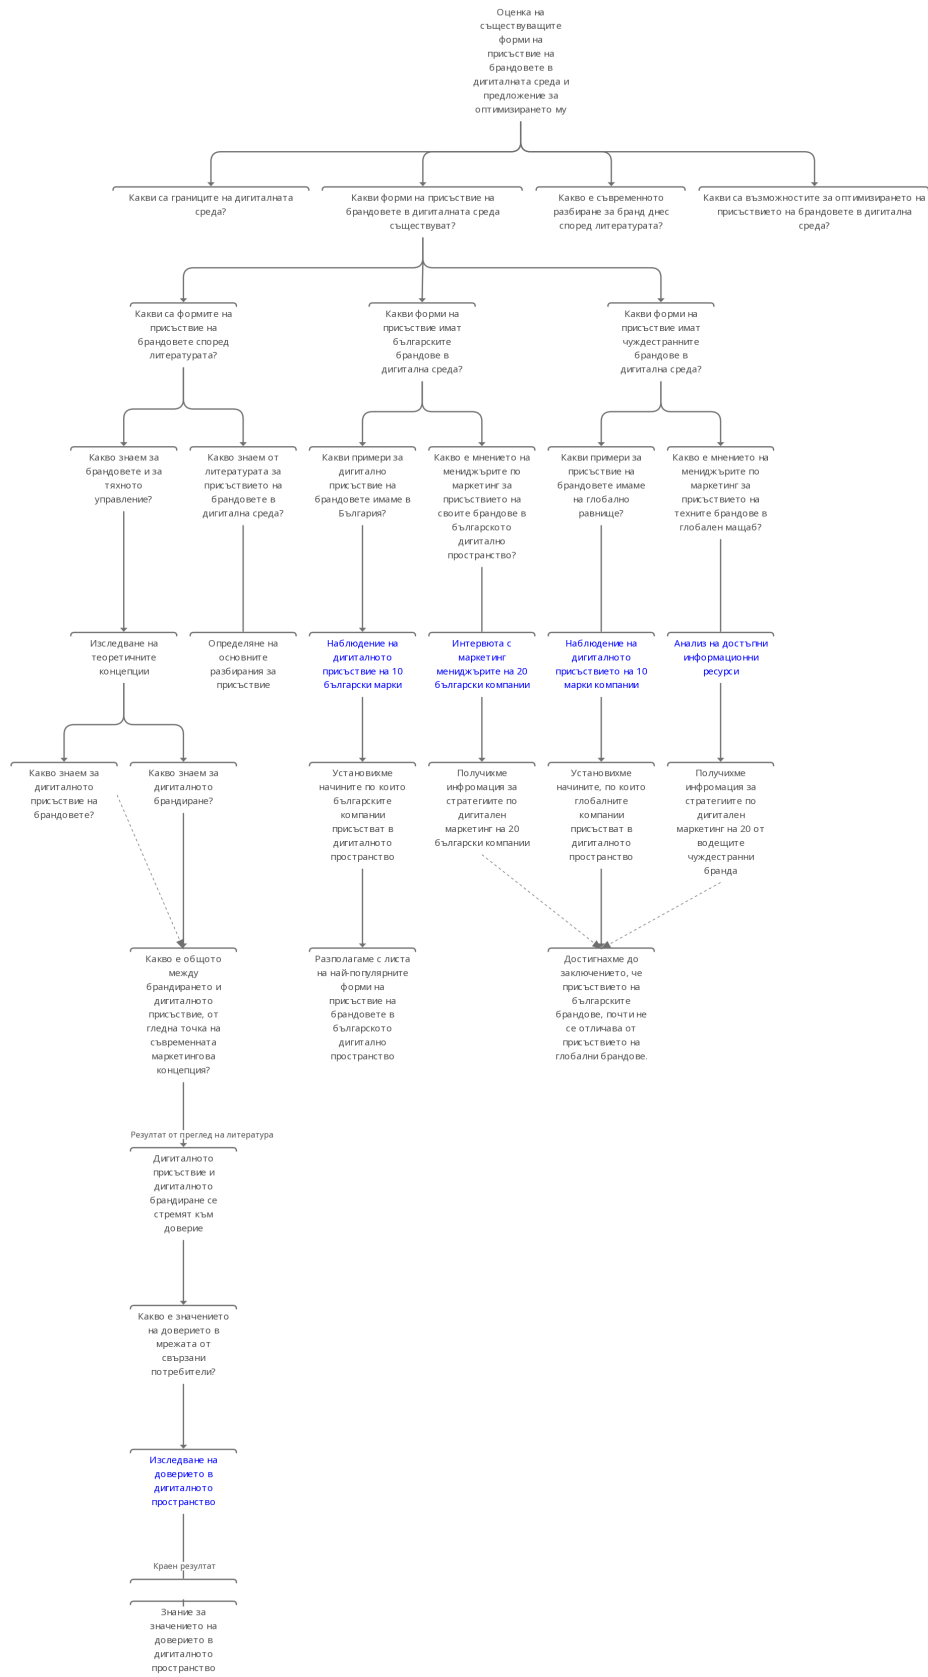 Оценка на
съществуващите
форми на
присъствие на
брандовете в
дигиталната среда и
предложение за
оптимизирането му
Какви са границите на дигиталната
среда?
Какви форми на присъствие на
брандовете в дигиталната среда
съществуват?
Какво е съвременното
разбиране за бранд днес
според литературата?
Какви са възможностите за оптимизирането на
присъствието на брандовете в дигитална
среда?
Какви са формите на
присъствие на
брандовете според
литературата?
Какви форми на
присъствие имат
българските
брандове в
дигитална среда?
Какви форми на
присъствие имат
чуждестранните
брандове в
дигитална среда?
Какво знаем за
брандовете и за
тяхното
управление?
Какво знаем от
литературата за
присъствието на
брандовете в
дигитална среда?
Какви примери за
дигитално
присъствие на
брандовете имаме в
България?
Какво е мнението на
мениджърите по
маркетинг за
присъствието на
своите брандове в
българското
дигитално
пространство?
Какви примери за
присъствие на
брандовете имаме
на глобално
равнище?
Какво е мнението на
мениджърите по
маркетинг за
присъствието на
техните брандове в
глобален мащаб?
Изследване на
теоретичните
концепции
Определяне на
основните
разбирания за
присъствие
Наблюдение на
дигиталното
присъствие на 10
български марки
Интервюта с
маркетинг
мениджърите на 20
български компании
Наблюдение на
дигиталното
присъствието на 10
марки компании
Анализ на достъпни
информационни
ресурси
Какво знаем за
дигиталното
присъствие на
брандовете?
Какво знаем за
дигиталното
брандиране?
Установихме
начините по които
българските
компании
присъстват в
дигиталното
пространство
Получихме
инфромация за
стратегиите по
дигитален
маркетинг на 20
български компании
Установихме
начините, по които
глобалните
компании
присъстват в
дигиталното
пространство
Получихме
инфромация за
стратегиите по
дигитален
маркетинг на 20 от
водещите
чуждестранни
бранда
Какво е общото
между
брандирането и
дигиталното
присъствие, от
гледна точка на
съвременната
маркетингова
концепция?
Разполагаме с листа
на най-популярните
форми на
присъствие на
брандовете в
българското
дигитално
пространство
Достигнахме до
заключението, че
присъствието на
българските
брандове, почти не
се отличава от
присъствието на
глобални брандове.
Резултат от преглед на литература
Дигиталното
присъствие и
дигиталното
брандиране се
стремят към
доверие
Какво е значението
на доверието в
мрежата от
свързани
потребители?
Изследване на
доверието в
дигиталното
пространство
Краен резултат
Знание за
значението на
доверието в
дигиталното
пространство